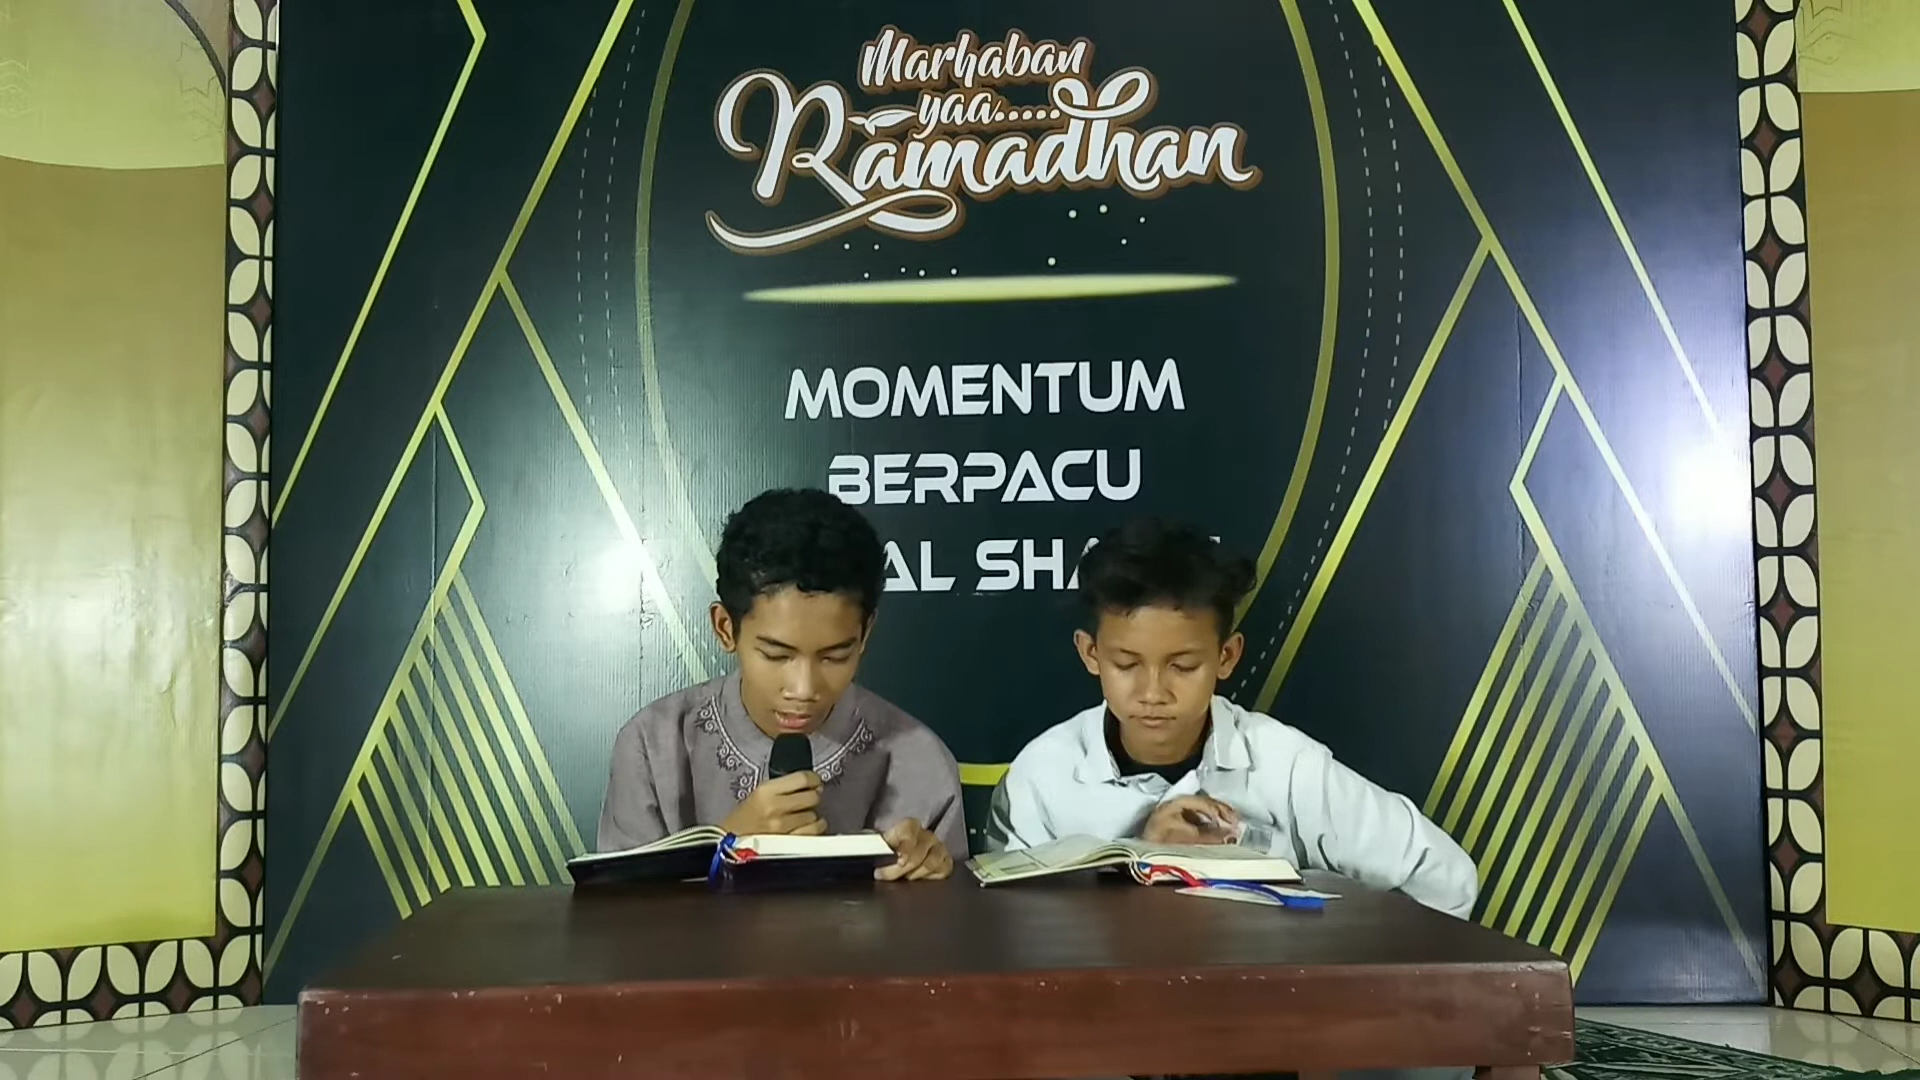 Marhaban
yaa.....
Ramadhan
MOMENTUM
BERPACU